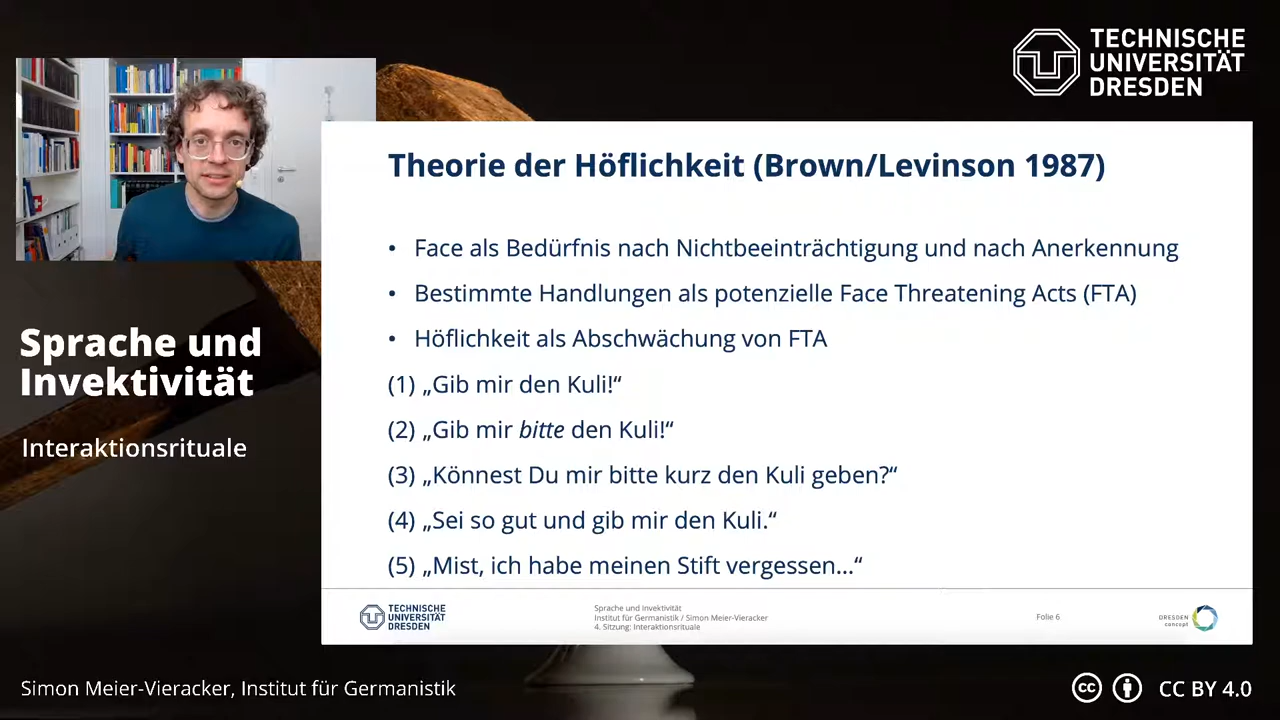 TECHNISCHE
UNIVERSITÄT
DRESDEN
Theorie der Höflichkeit (Brown/Levinson 1987)
• Face als Bedürfnis nach Nichtbeeinträchtigung und nach Anerkennung
• Bestimmte Handlungen als potenzielle Face Threatening Acts (FTA)
• Höflichkeit als Abschwächung von FTA
(1) „Gib mir den Kuli!“
(2) „Gib mir bitte den Kuli!“
(3) „Könnest Du mir bitte kurz den Kuli geben?“
(4) „Sei so gut und gib mir den Kuli.“
(5) „Mist, ich habe meinen Stift vergessen…“
Sprache und
Invektivität
Interaktionsrituale
TECHNISCHE
UNIVERSITÄT
DRESDEN
Sprache und Invektivität
Institut für Germanistik / Simon Meier-Vieracker
4. Sitzung: Interaktionsrituale
Folie 6
DRESDEN
concept
Simon Meier-Vieracker, Institut für Germanistik
cc
CC BY 4.0